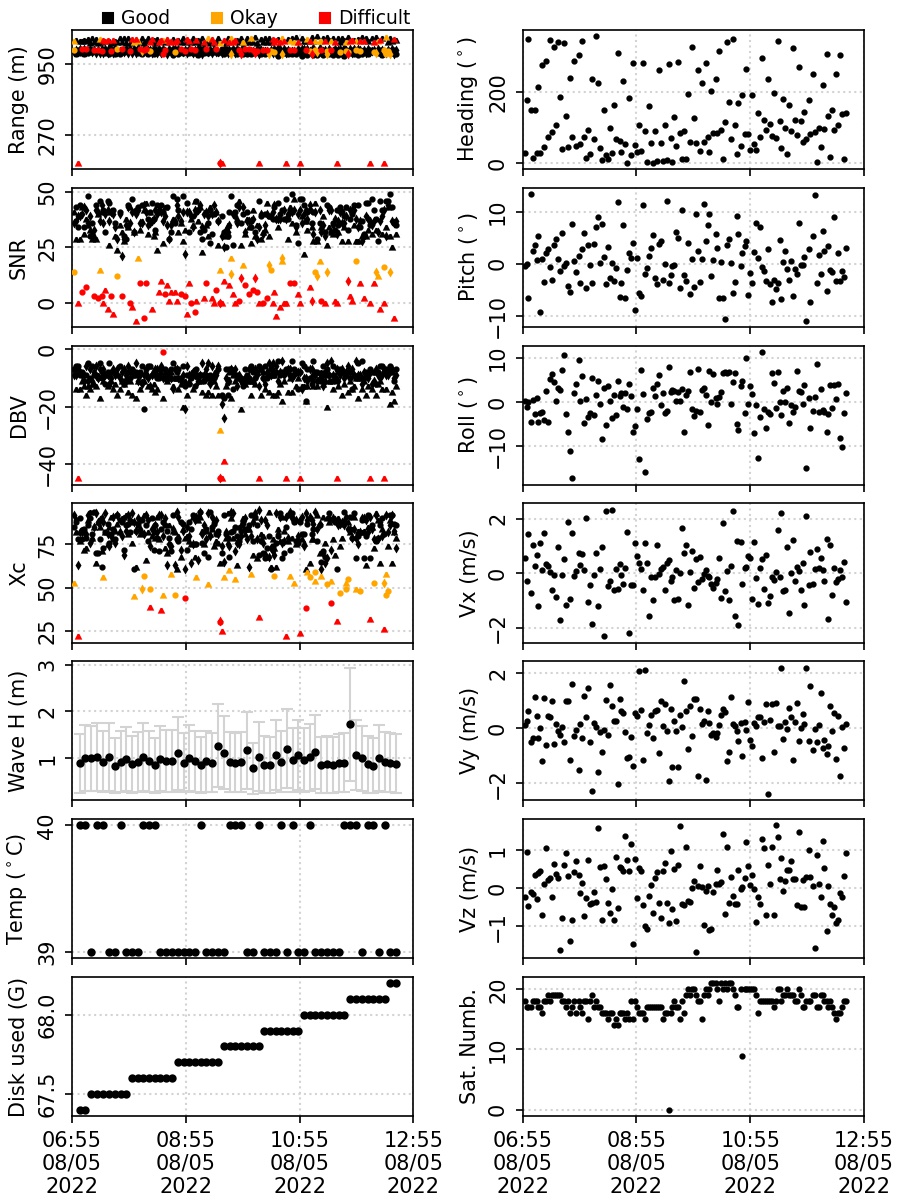 Good Okay Difficult
Range (m)
950
270
Heading (°)
200
0
SNR
50
25
0
Pitch (°)
10
0
−10
DBV
0
−20
−40
Roll (°)
10
0
−10
Xc
75
50
25
Vx (m/s)
2
0
−2
Wave H (m)
3
2
1
Vy (m/s)
2
0
−2
Temp (°C)
40
39
Vz (m/s)
1
0
−1
Disk used (G)
68.0
67.5
Sat. Numb.
20
10
0
06:55 08:55 10:55 12:55
08/05 08/05 08/05 08/05
2022 2022 2022 2022
06:55 08:55 10:55 12:55
08/05 08/05 08/05 08/05
2022 2022 2022 2022